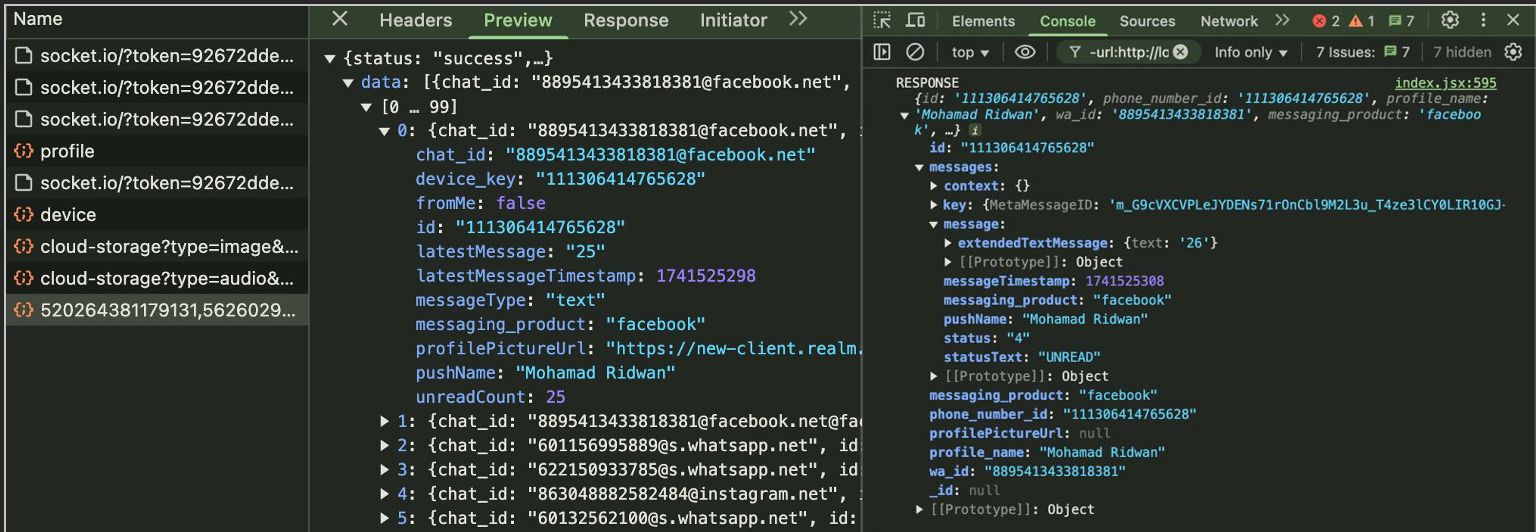 Name
socket.io/?token=92672dde...
socket.io/?token=92672dde...
socket.io/?token=92672dde...
profile
socket.io/?token=92672dde...
device
cloud-storage?type=image&...
cloud-storage?type=audio&...
520264381179131,5626029...
Headers Preview Response Initiator
{status: "success",…}
data: [{chat_id: "8895413433818381@facebook.net",
[0 … 99]
0: {chat_id: "8895413433818381@facebook.net", i
chat_id: "8895413433818381@facebook.net"
device_key: "111306414765628"
fromMe: false
id: "111306414765628"
latestMessage: "25"
latestMessageTimestamp: 1741525298
messageType: "text"
messaging_product: "facebook"
profilePictureUrl: "https://new-client.realm.
pushName: "Mohamad Ridwan"
unreadCount: 25
1: {chat_id: "8895413433818381@facebook.net@fac
2: {chat_id: "601156995889@s.whatsapp.net", id:
3: {chat_id: "622150933785@s.whatsapp.net", id:
4: {chat_id: "863048882582484@instagram.net", i
5: {chat_id: "60132562100@s.whatsapp.net", id:
Elements Console Sources Network 2 1 7
top -url:http://lo Info only 7 Issues: 7 7 hidden
RESPONSE index.jsx:595
{id: '111306414765628', phone_number_id: '111306414765628', profile_name:
'Mohamad Ridwan', wa_id: '8895413433818381', messaging_product: 'faceboo
k', …}
id: "111306414765628"
messages:
context: {}
key: {MetaMessageID: 'm_G9cVXCVPLeJYDENs71rOnCbl9M2L3u_T4ze3lCY0LIR10GJ-
message:
extendedTextMessage: {text: '26'}
[[Prototype]]: Object
messageTimestamp: 1741525308
messaging_product: "facebook"
pushName: "Mohamad Ridwan"
status: "4"
statusText: "UNREAD"
[[Prototype]]: Object
messaging_product: "facebook"
phone_number_id: "111306414765628"
profilePictureUrl: null
profile_name: "Mohamad Ridwan"
wa_id: "8895413433818381"
_id: null
[[Prototype]]: Object